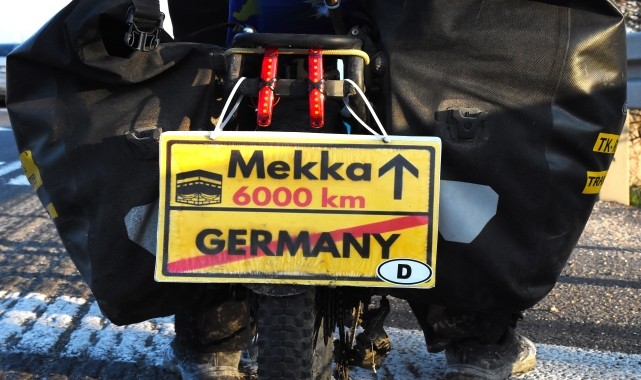 Mekka ↑
6000 km
GERMANY
D